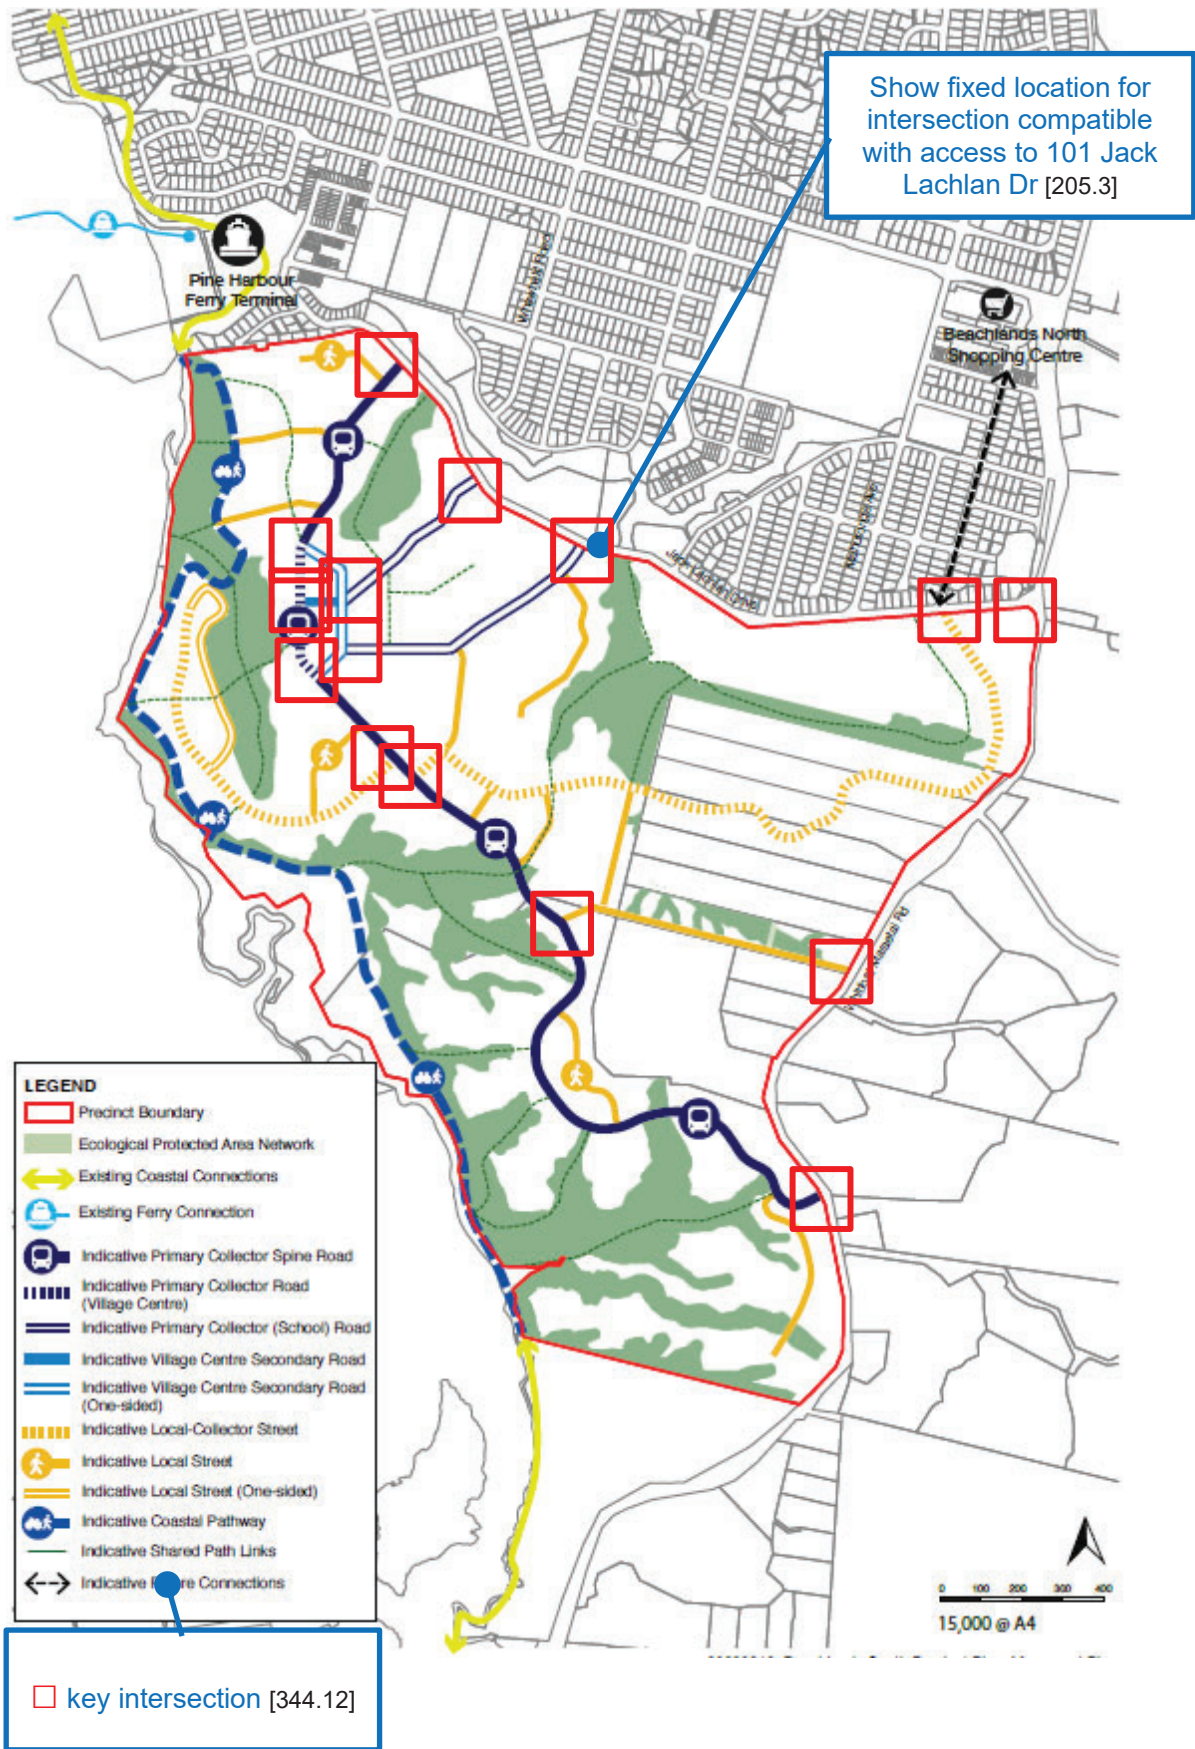 Show fixed location for
intersection compatible
with access to 101 Jack
Lachlan Dr [205.3]
Pine Harbour
Ferry Terminal
Beachlands North
Shopping Centre
Jack Lachlan Drive
LEGEND
Precinct Boundary
Ecological Protected Area Network
Existing Coastal Connections
Existing Ferry Connection
Indicative Primary Collector Spine Road
Indicative Primary Collector Road
(Village Centre)
Indicative Primary Collector (School) Road
Indicative Village Centre Secondary Road
Indicative Village Centre Secondary Road
(One-sided)
Indicative Local-Collector Street
Indicative Local Street
Indicative Local Street (One-sided)
Indicative Coastal Pathway
Indicative Shared Path Links
Indicative Connections
0 100 200 300 400
15,000 @ A4
key intersection [344.12]